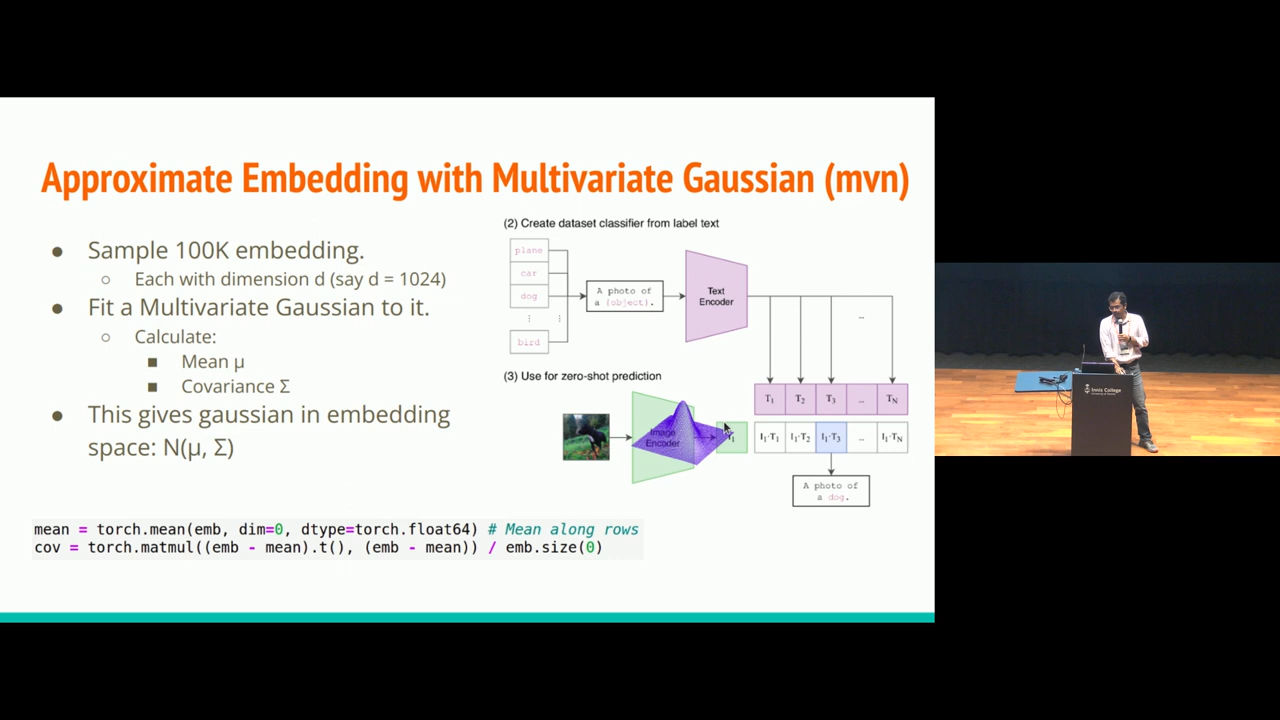 Approximate Embedding with Multivariate Gaussian (mvn)
● Sample 100K embedding.
○ Each with dimension d (say d = 1024)
● Fit a Multivariate Gaussian to it.
○ Calculate:
■ Mean μ
■ Covariance Σ
● This gives gaussian in embedding
space: N(μ, Σ)
(2) Create dataset classifier from label text
plane
car
dog
⋮ ⋮
bird
A photo of
a {object}.
Text
Encoder
...
(3) Use for zero-shot prediction
Image
Encoder
T₁ T₂ T₃ ... T_N
I₁·T₁ I₁·T₂ I₁·T₃ ... I₁·T_N
A photo of
a dog.
mean = torch.mean(emb, dim=0, dtype=torch.float64) # Mean along rows
cov = torch.matmul((emb - mean).t(), (emb - mean)) / emb.size(0)
Innis College